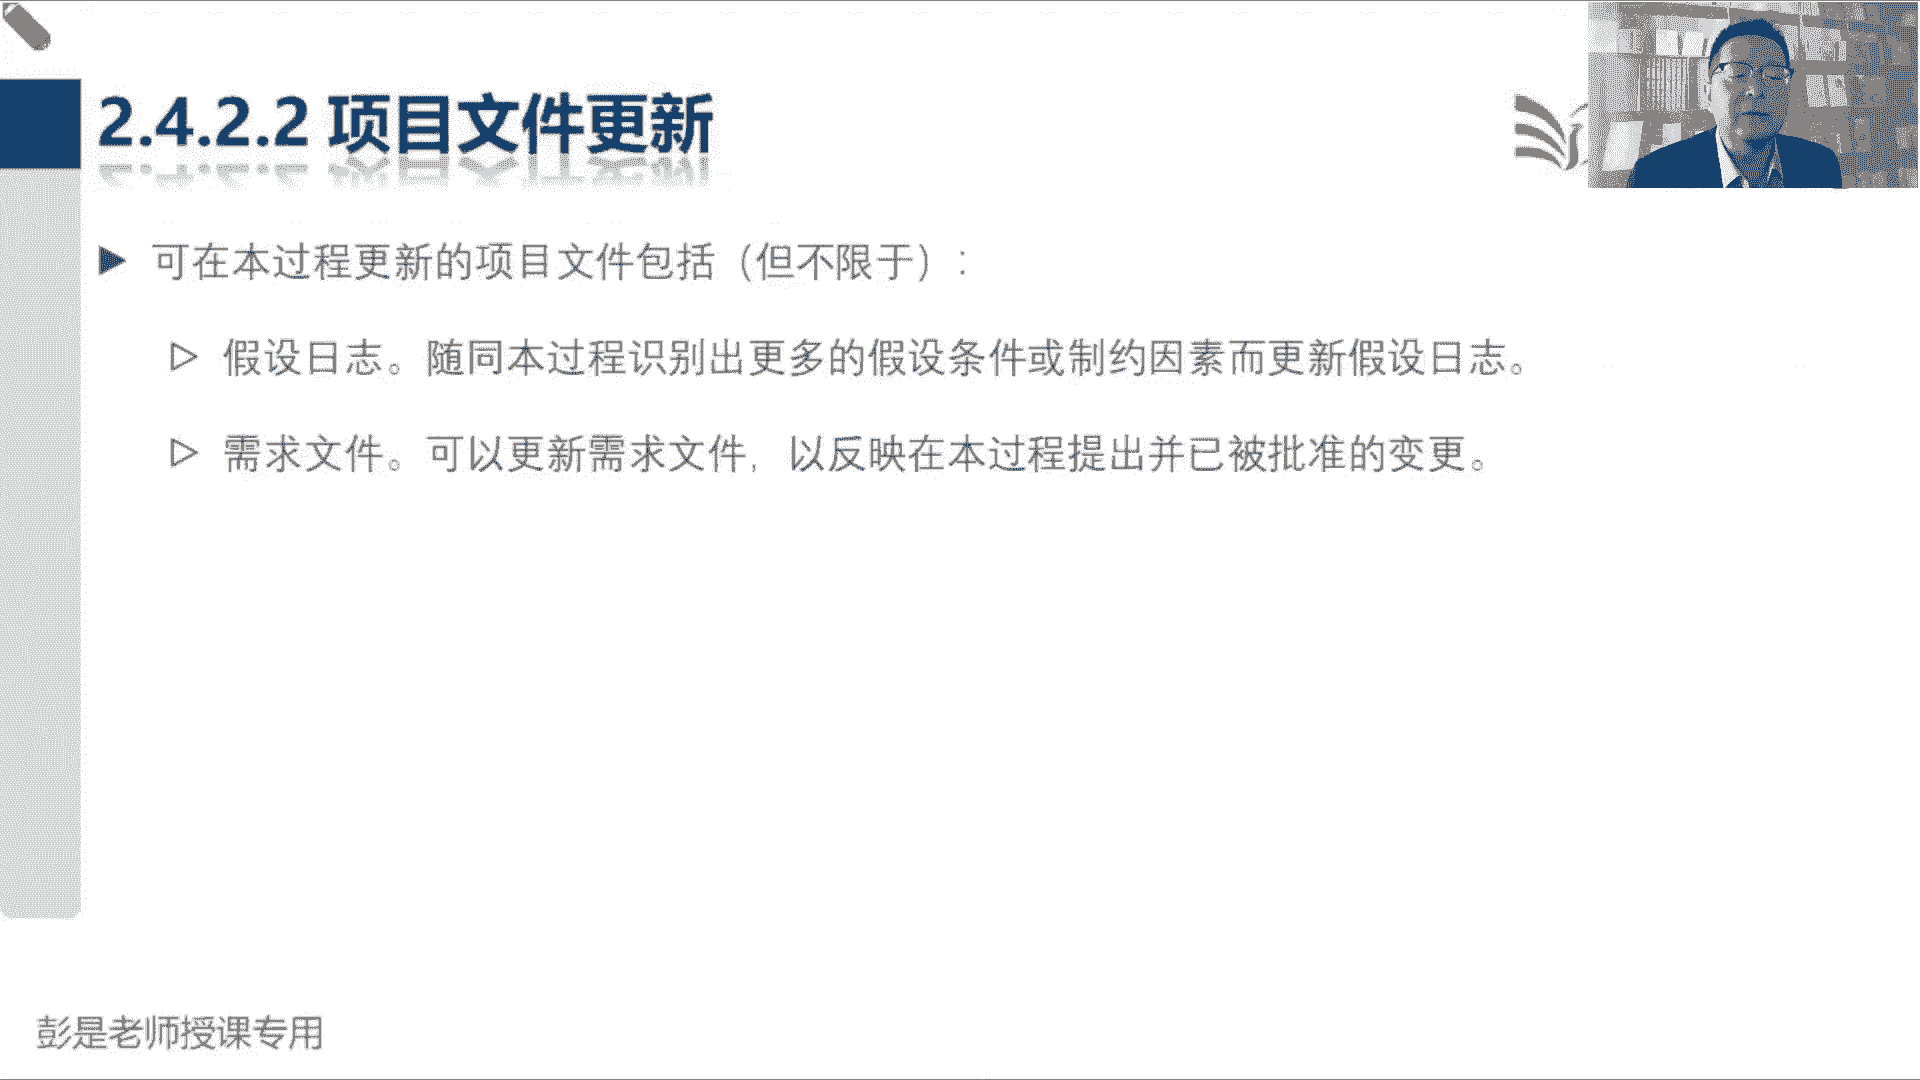 2.4.2.2 项目文件更新
可在本过程更新的项目文件包括（但不限于）：
假设日志。随同本过程识别出更多的假设条件或制约因素而更新假设日志。
需求文件。可以更新需求文件，以反映在本过程提出并已被批准的变更。
彭是老师授课专用